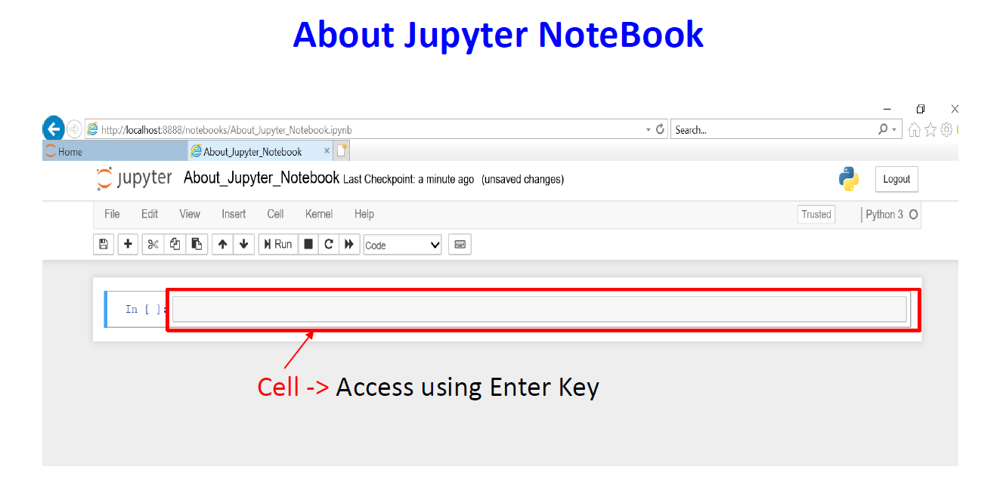 About Jupyter NoteBook
http://localhost:8888/notebooks/About_Jupyter_Notebook.ipynb
Search...
Home
About_Jupyter_Notebook
jupyter About_Jupyter_Notebook Last Checkpoint: a minute ago (unsaved changes)
Logout
File Edit View Insert Cell Kernel Help
Trusted
Python 3
Run
Code
In [ ]:
Cell -> Access using Enter Key